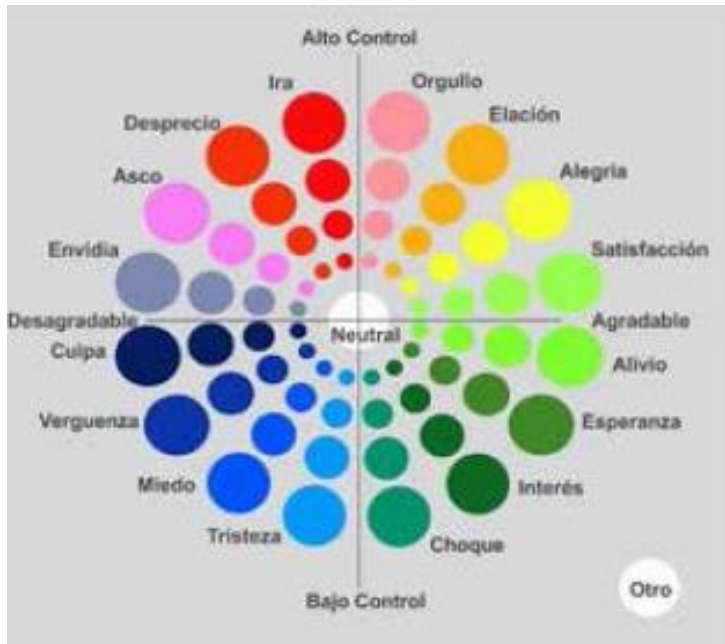 Alto Control
Ira
Orgullo
Desprecio
Elación
Asco
Alegria
Envidia
Satisfacción
Desagradable
Neutral
Agradable
Culpa
Alivio
Verguenza
Esperanza
Miedo
Interés
Tristeza
Choque
Bajo Control
Otro